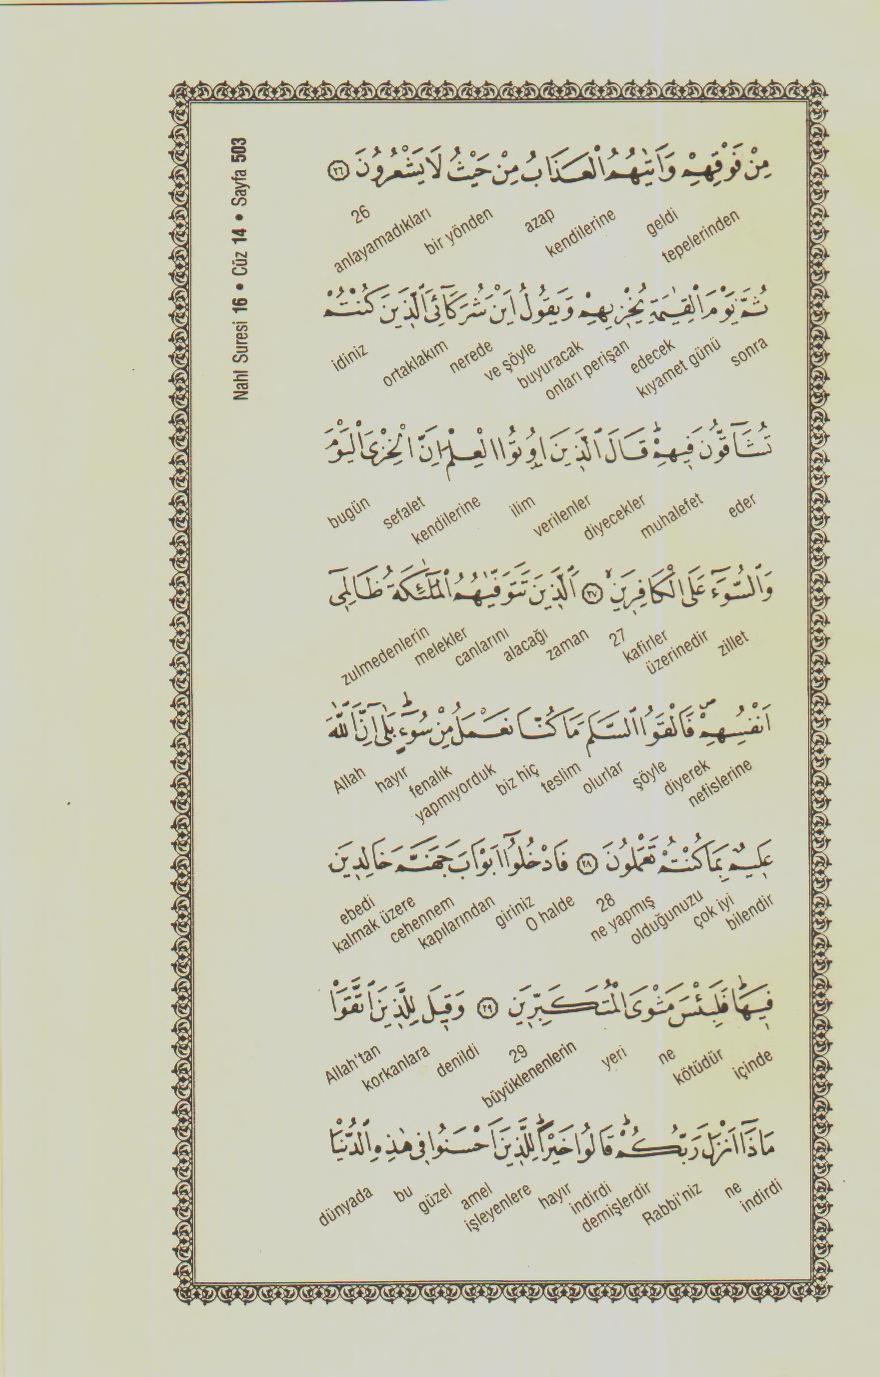 Nahl Suresi 16 • Cüz 14 • Sayfa 503
مِنْ فَوْقِهِمْ وَاَتٰيهُمُ الْعَذَابُ مِنْ حَيْثُ لَا يَشْعُرُونَ ﴿٢٦﴾
tepelerinden geldi kendilerine azap bir yönden anlayamadıkları 26
ثُمَّ يَوْمَ الْقِيٰمَةِ يُخْزٖيهِمْ وَيَقُولُ اَيْنَ شُرَكَٓائِيَ الَّذٖينَ كُنْتُمْ
sonra kıyamet günü edecek onları perişan buyuracak ve şöyle nerede ortaklakım idiniz
تُشَٓاقُّونَ فٖيهِمْؕ قَالَ الَّذٖينَ اُوتُوا الْعِلْمَ اِنَّ الْخِزْيَ الْيَوْمَ
eder muhalefet diyecekler verilenler ilim kendilerine sefalet bugün
وَالسُّٓوءَ عَلَى الْكَافِرٖينَۙ ﴿٢٧﴾ اَلَّذٖينَ تَتَوَفّٰيهُمُ الْمَلٰٓئِكَةُ ظَالِمٖٓي
zillet üzerinedir kafirler 27 zaman alacağı canlarını melekler zulmedenlerin
اَنْفُسِهِمْࣕ فَاَلْقَوُا السَّلَمَ مَا كُنَّا نَعْمَلُ مِنْ سُٓوءٍؕ بَلٰٓى اِنَّ اللّٰهَ
nefislerine diyerek şöyle olurlar teslim biz hiç yapmıyorduk fenalık hayır Allah
عَلٖيمٌ بِمَا كُنْتُمْ تَعْمَلُونَ ﴿٢٨﴾ فَادْخُلُٓوا اَبْوَابَ جَهَنَّمَ خَالِدٖينَ
bilendir çok iyi olduğunuzu ne yapmış 28 O halde giriniz kapılarından cehennem kalmak üzere ebedi
فٖيهَاؕ فَلَبِئْسَ مَثْوَى الْمُتَكَبِّرٖينَ ﴿٢٩﴾ وَقٖيلَ لِلَّذٖينَ اتَّقَوْا
içinde kötüdür ne yeri büyüklenenlerin 29 denildi korkanlara Allah'tan
مَاذَٓا اَنْزَلَ رَبُّكُمْؕ قَالُوا خَيْراًؕ لِلَّذٖينَ اَحْسَنُوا فٖي هٰذِهِ الدُّنْيَا
indirdi ne Rabbi'niz demişlerdir indirdi hayır işleyenlere amel güzel bu dünyada